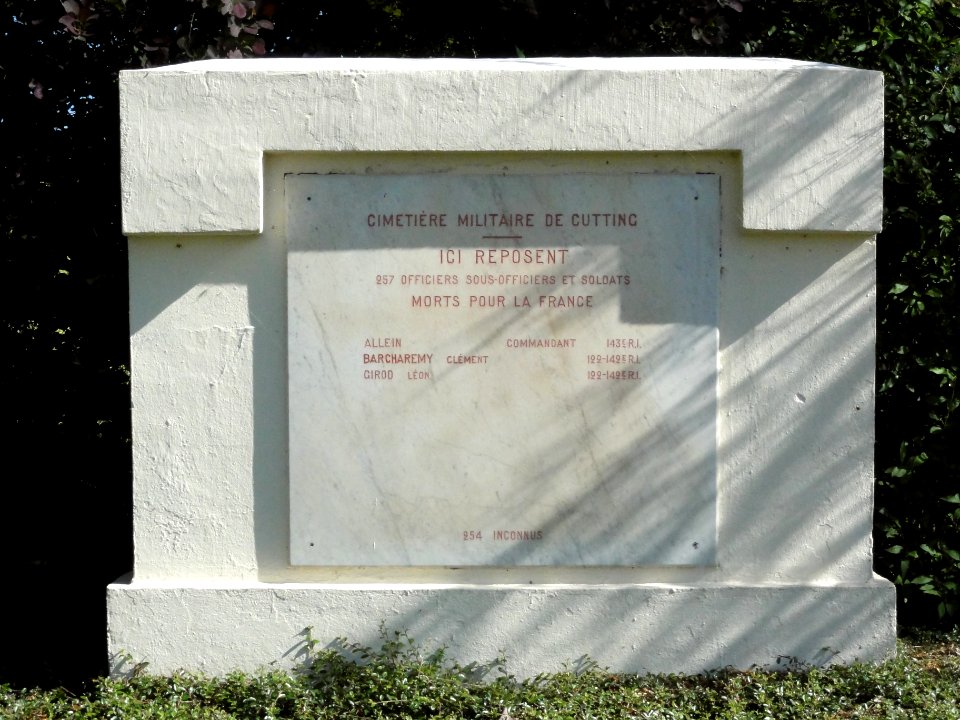 CIMETIÈRE MILITAIRE DE CUTTING
ICI REPOSENT
257 OFFICIERS SOUS-OFFICIERS ET SOLDATS
MORTS POUR LA FRANCE
ALLEIN COMMANDANT 143E R.I.
BARCHAREMY CLÉMENT 122-142E R.I.
GIROD LÉON 122-142E R.I.
254 INCONNUS